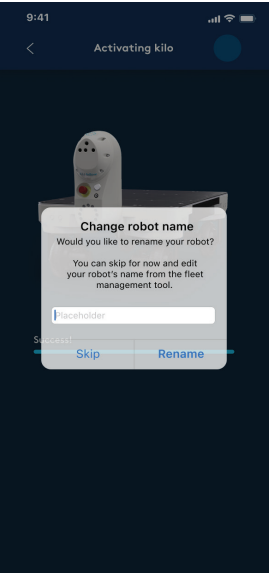 9:41
Activating kilo
Change robot name
Would you like to rename your robot?
You can skip for now and edit
your robot's name from the fleet
management tool.
Placeholder
Success!
Skip
Rename